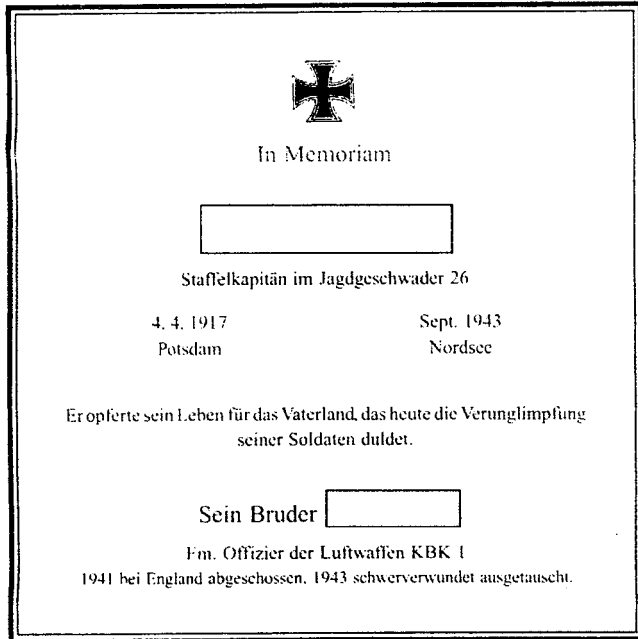 In Memoriam
Staffelkapitän im Jagdgeschwader 26
4. 4. 1917 Sept. 1943
Potsdam Nordsee
Er opferte sein Leben für das Vaterland, das heute die Verunglimpfung
seiner Soldaten duldet.
Sein Bruder
Fm. Offizier der Luftwaffen KBK 1
1941 bei England abgeschossen, 1943 schwerverwundet ausgetauscht.